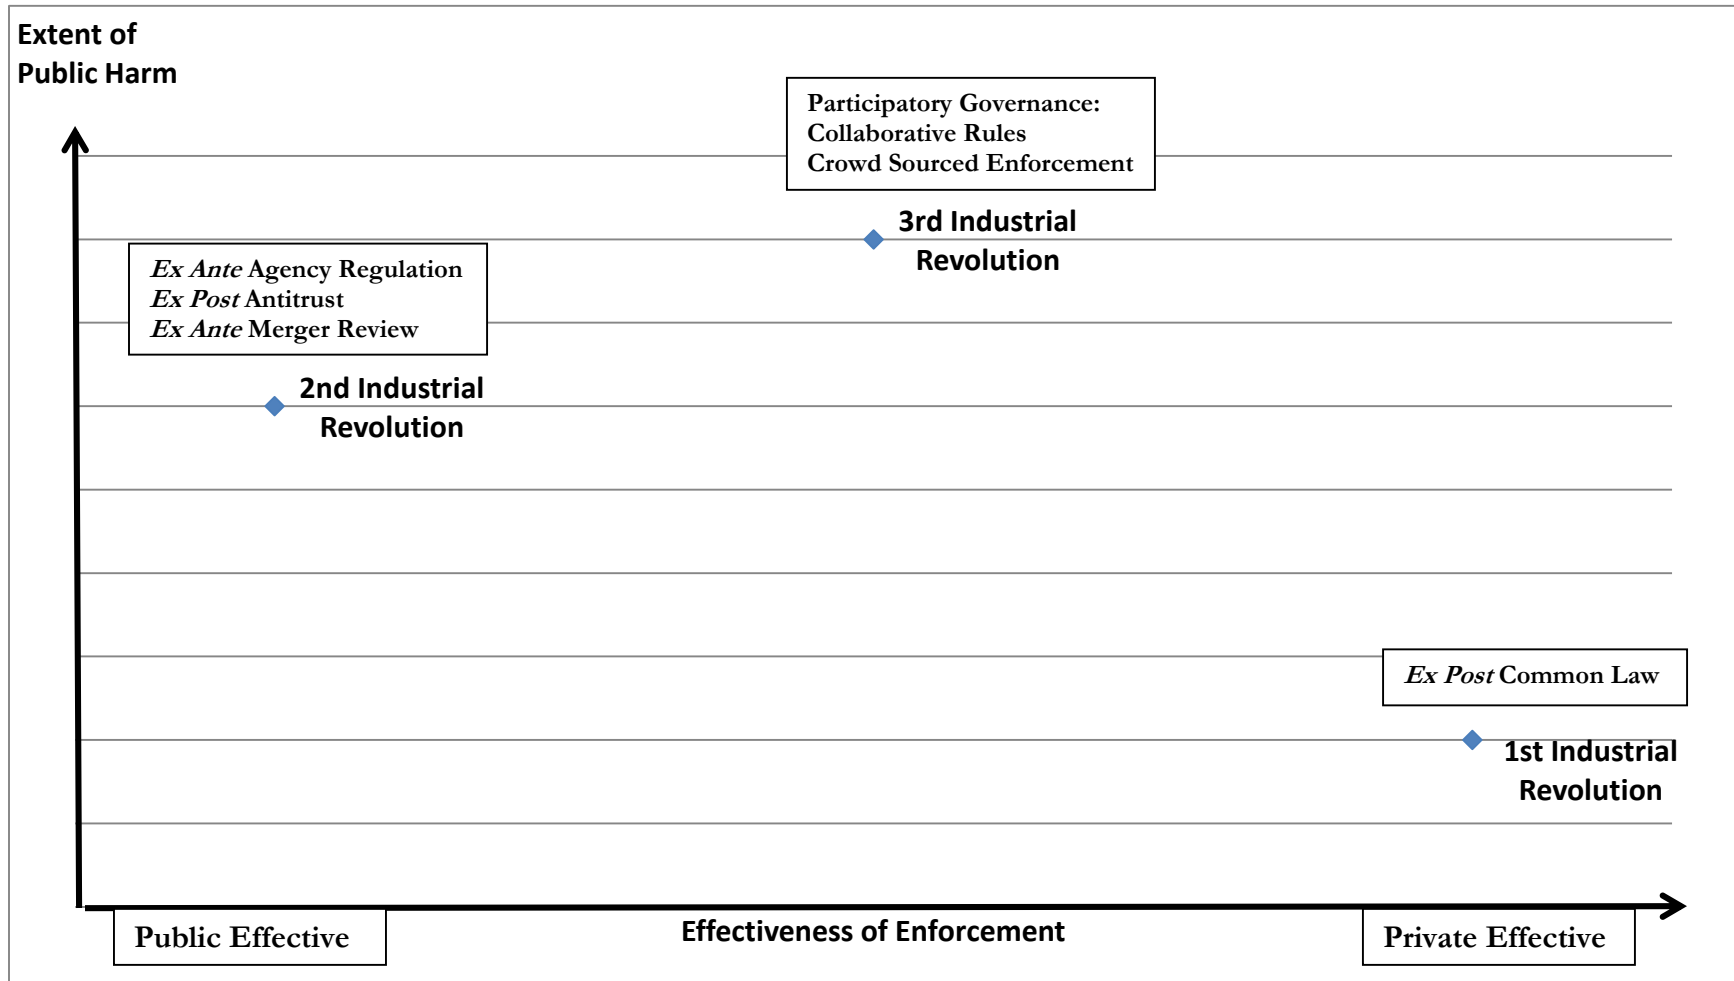 Extent of
Public Harm
Participatory Governance:
Collaborative Rules
Crowd Sourced Enforcement
3rd Industrial
Revolution
Ex Ante Agency Regulation
Ex Post Antitrust
Ex Ante Merger Review
2nd Industrial
Revolution
Ex Post Common Law
1st Industrial
Revolution
Public Effective
Effectiveness of Enforcement
Private Effective